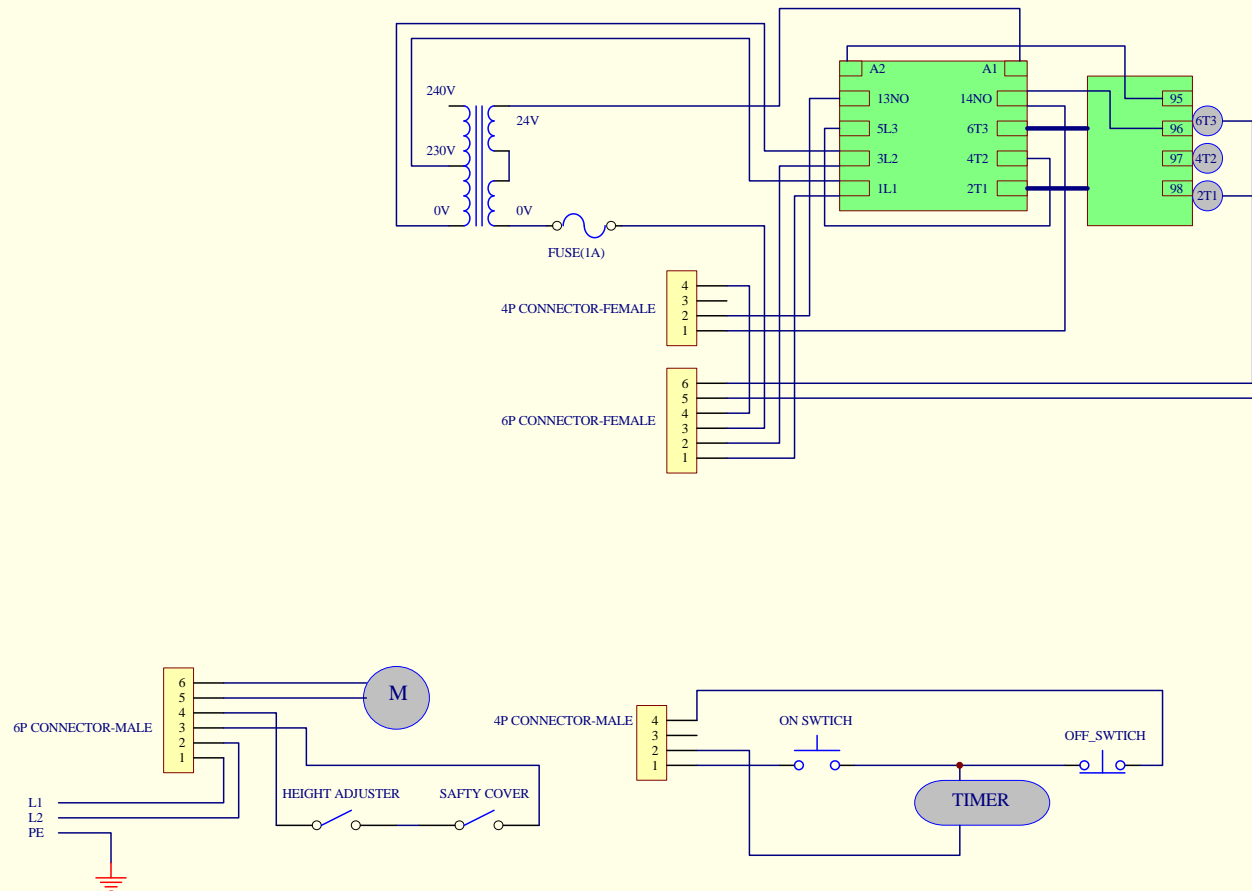 A2
A1
240V
13NO
14NO
95
24V
5L3
6T3
96
6T3
230V
3L2
4T2
97
4T2
1L1
2T1
98
2T1
0V
0V
FUSE(1A)
4
3
4P CONNECTOR-FEMALE
2
1
6
5
4
6P CONNECTOR-FEMALE
3
2
1
6
M
5
4
6P CONNECTOR-MALE
3
2
1
4P CONNECTOR-MALE
4
3
2
1
ON SWTICH
OFF_SWTICH
TIMER
HEIGHT ADJUSTER
SAFTY COVER
L1
L2
PE